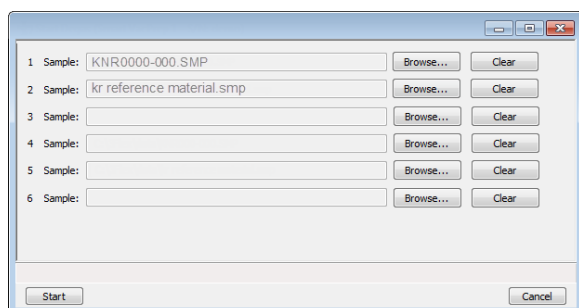 1 Sample: KNR0000-000.SMP Browse... Clear
2 Sample: kr reference material.smp Browse... Clear
3 Sample: Browse... Clear
4 Sample: Browse... Clear
5 Sample: Browse... Clear
6 Sample: Browse... Clear
Start Cancel